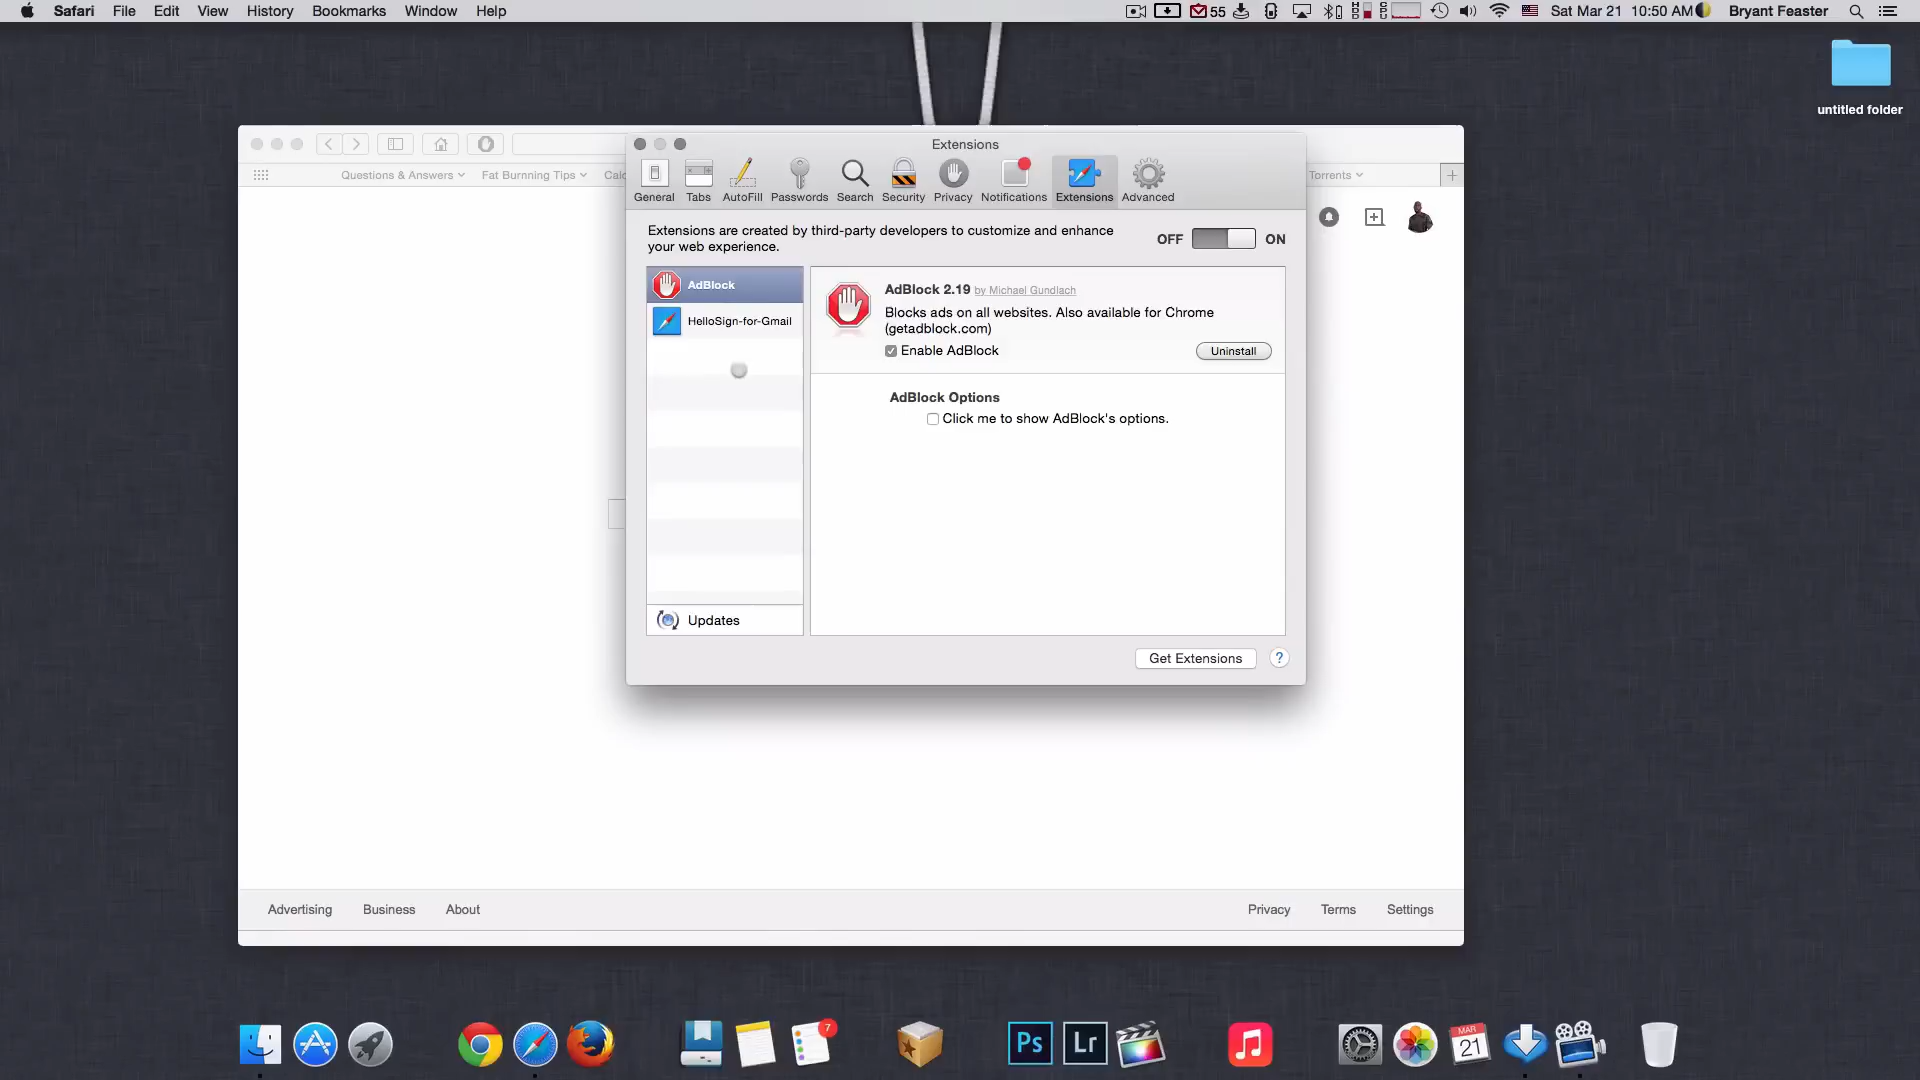 Safari File Edit View History Bookmarks Window Help
55
Sat Mar 21 10:50 AM
Bryant Feaster
untitled folder
Extensions
General Tabs AutoFill Passwords Search Security Privacy Notifications Extensions Advanced
Questions & Answers
Fat Burnning Tips
Calc
Torrents
Extensions are created by third-party developers to customize and enhance
your web experience.
OFF
ON
AdBlock
HelloSign-for-Gmail
Updates
AdBlock 2.19 by Michael Gundlach
Blocks ads on all websites. Also available for Chrome
(getadblock.com)
Enable AdBlock
Uninstall
AdBlock Options
Click me to show AdBlock's options.
Get Extensions
?
Advertising Business About
Privacy Terms Settings
7
Ps
Lr
MAR
21